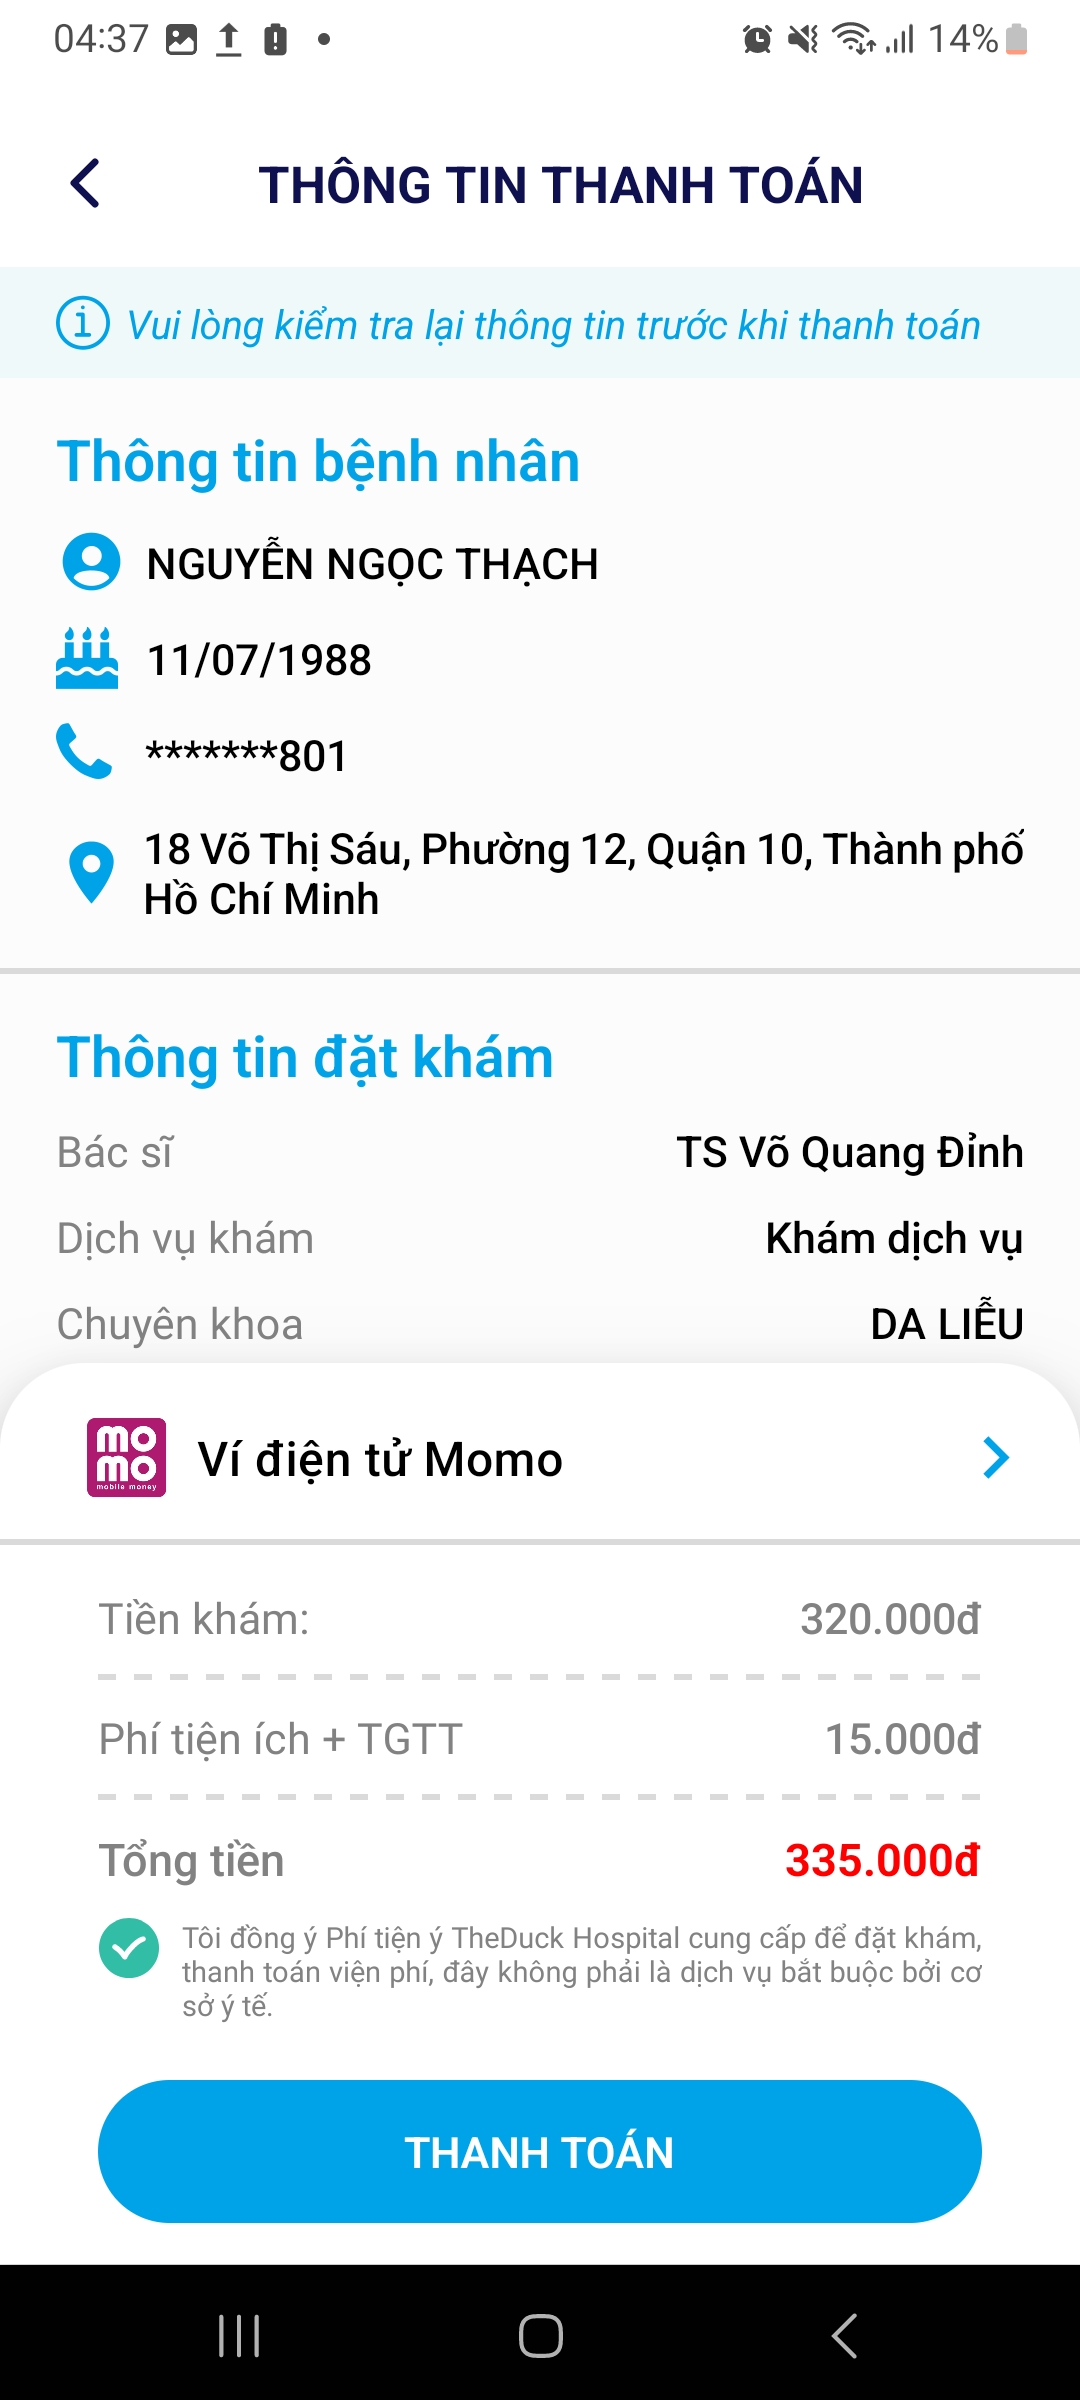 04:37
14%
THÔNG TIN THANH TOÁN
Vui lòng kiểm tra lại thông tin trước khi thanh toán
Thông tin bệnh nhân
NGUYỄN NGỌC THẠCH
11/07/1988
*******801
18 Võ Thị Sáu, Phường 12, Quận 10, Thành phố
Hồ Chí Minh
Thông tin đặt khám
Bác sĩ TS Võ Quang Đỉnh
Dịch vụ khám Khám dịch vụ
Chuyên khoa DA LIỄU
mo
mo
mobile money
Ví điện tử Momo
Tiền khám: 320.000đ
Phí tiện ích + TGTT 15.000đ
Tổng tiền 335.000đ
Tôi đồng ý Phí tiện ý TheDuck Hospital cung cấp để đặt khám,
thanh toán viện phí, đây không phải là dịch vụ bắt buộc bởi cơ
sở ý tế.
THANH TOÁN